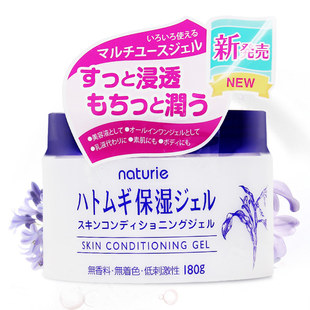 いろいろ使える
マルチユースジェル
すっと浸透
もちっと潤う
●美容液として ●オールインワンジェルとして
●乳液代わりに ●素肌にも ●ボディにも
新発売
NEW
naturie
ハトムギ保湿ジェル
スキンコンディショニングジェル
SKIN CONDITIONING GEL
無香料・無着色・低刺激性 180g